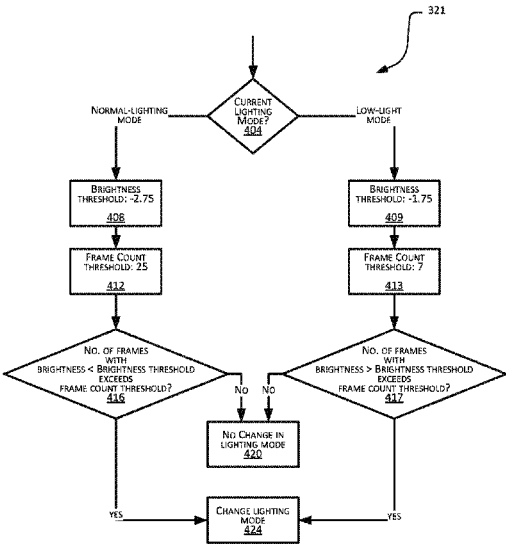 321
CURRENT
LIGHTING
MODE?
404
NORMAL-LIGHTING
MODE
LOW-LIGHT
MODE
BRIGHTNESS
THRESHOLD: -2.75
408
BRIGHTNESS
THRESHOLD: -1.75
409
FRAME COUNT
THRESHOLD: 25
412
FRAME COUNT
THRESHOLD: 7
413
NO. OF FRAMES
WITH
BRIGHTNESS < BRIGHTNESS THRESHOLD
EXCEEDS
FRAME COUNT THRESHOLD?
416
NO. OF FRAMES
WITH
BRIGHTNESS > BRIGHTNESS THRESHOLD
EXCEEDS
FRAME COUNT THRESHOLD?
417
NO
NO
NO CHANGE IN
LIGHTING MODE
420
YES
CHANGE LIGHTING
MODE
424
YES